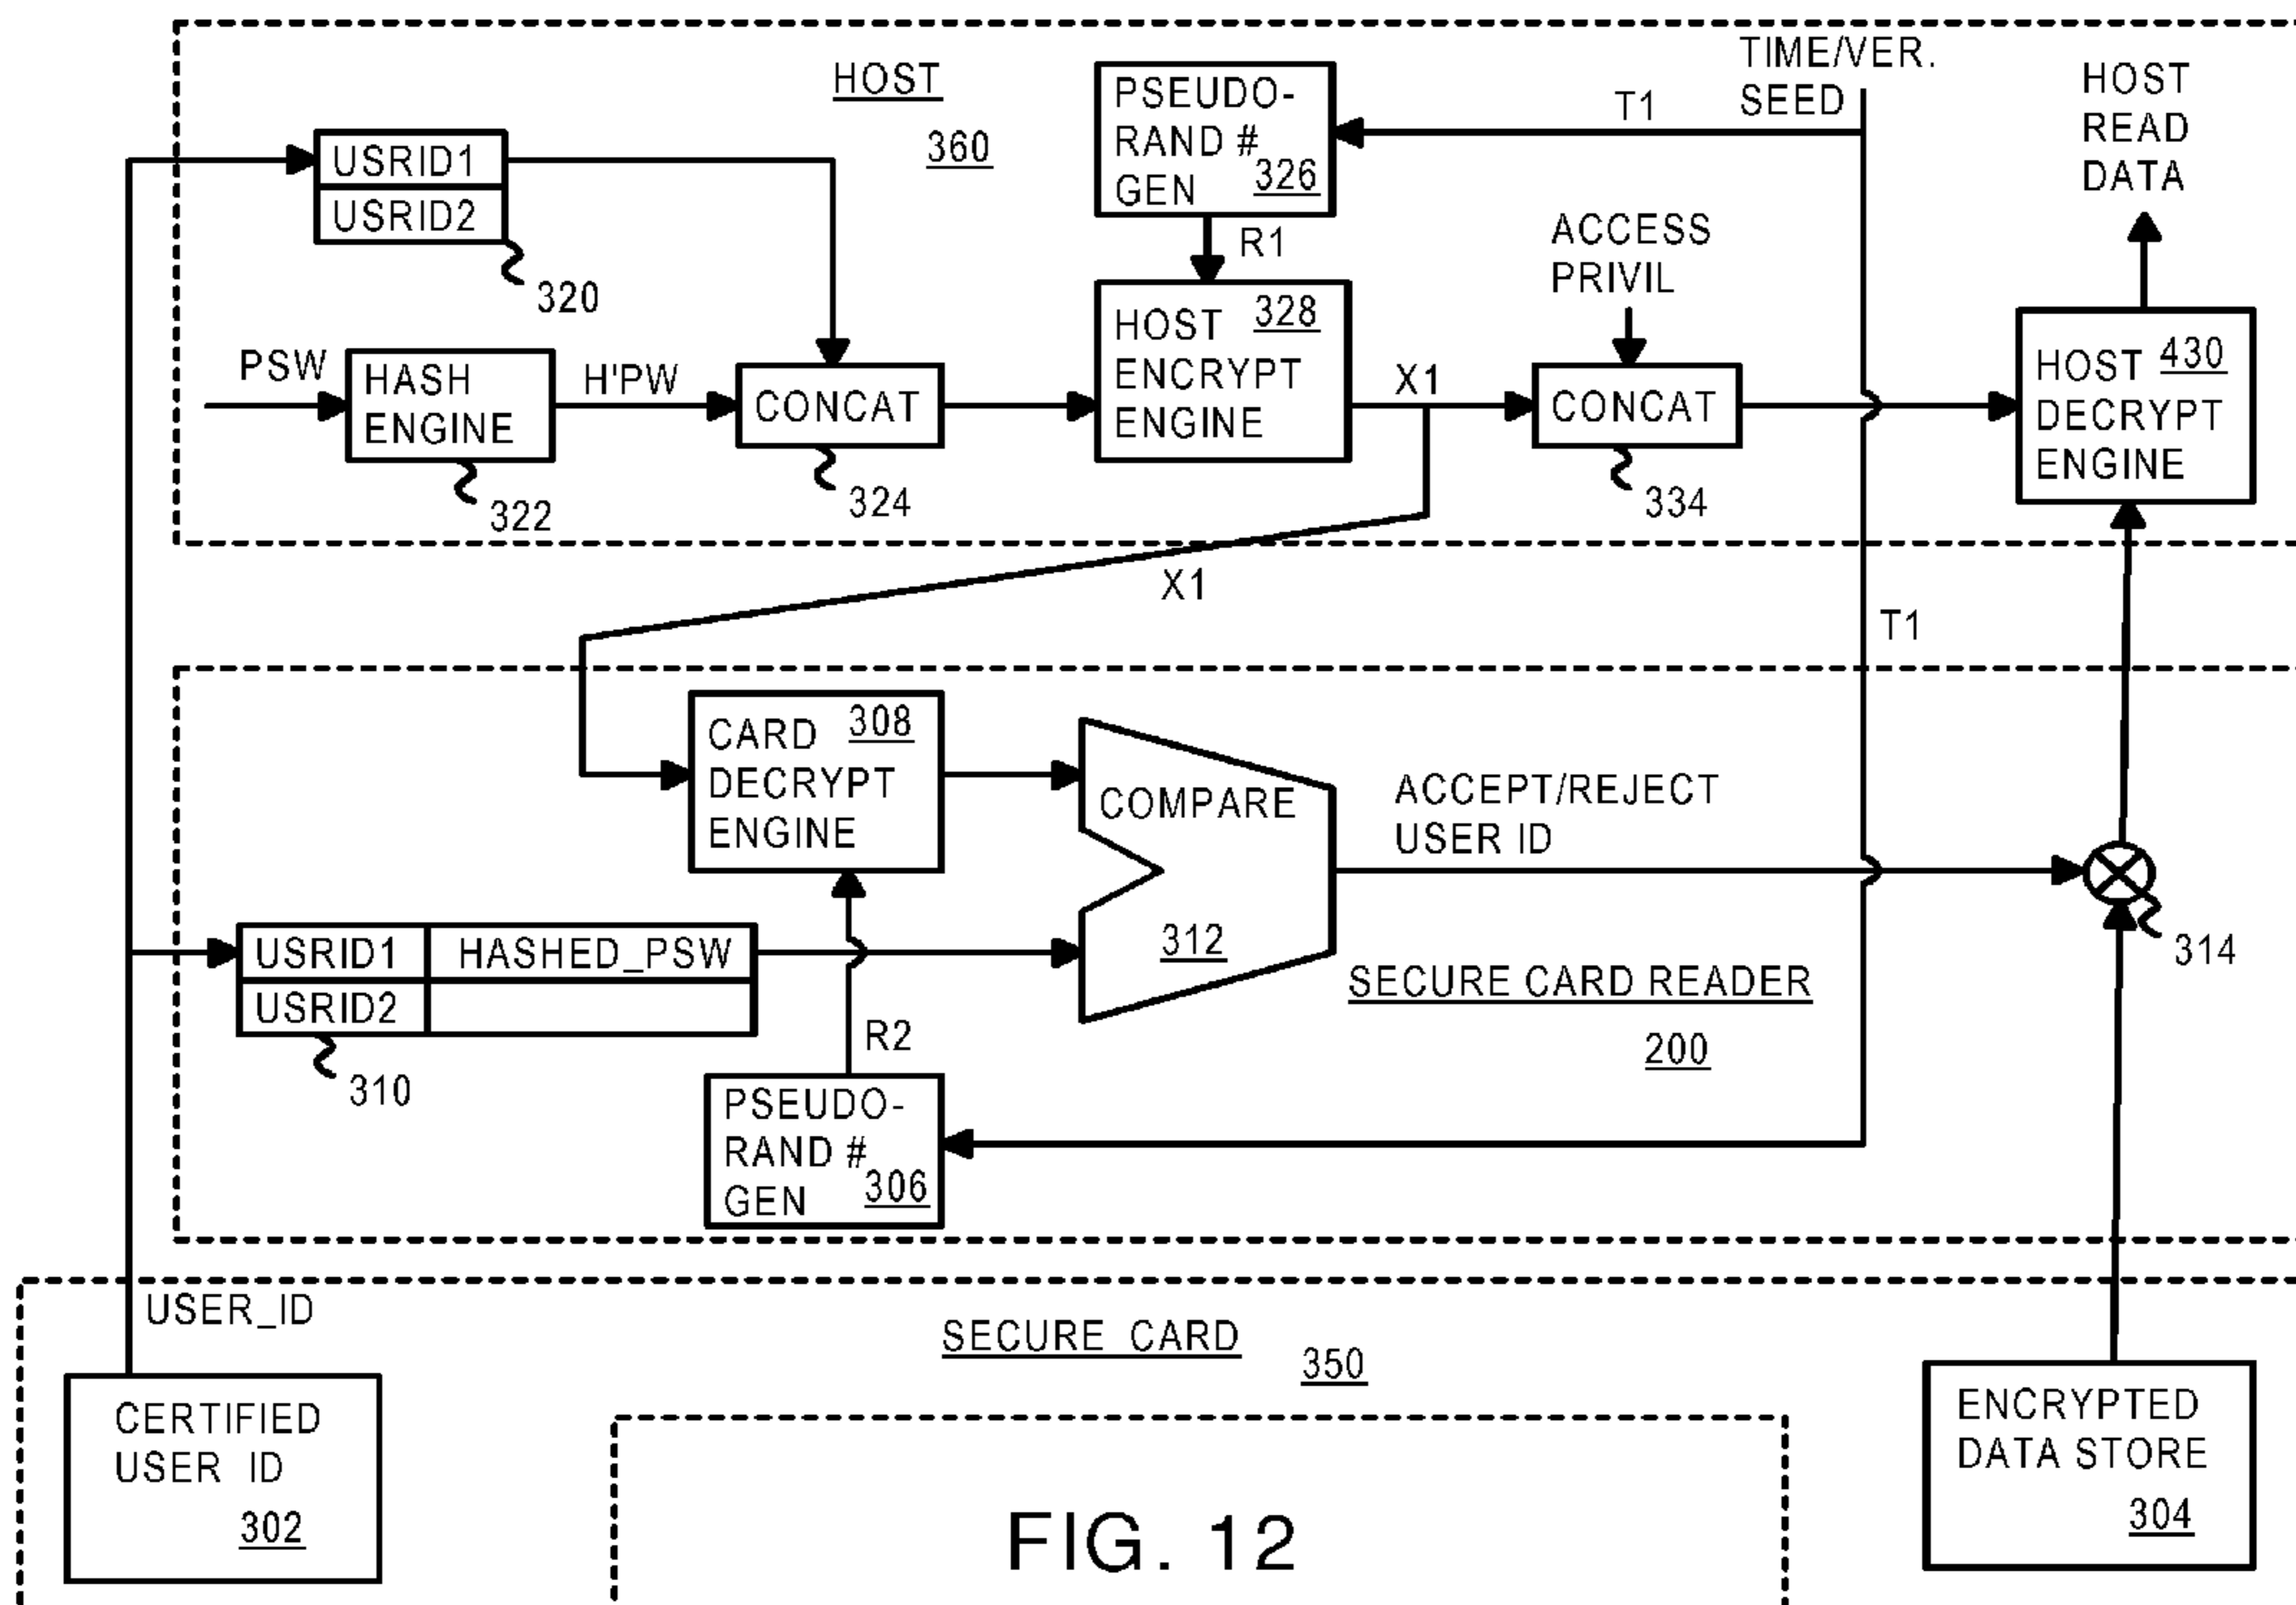 HOST
360
TIME/VER.
SEED
T1
HOST
READ
DATA
PSEUDO-
RAND #
GEN
326
R1
USRID1
USRID2
320
ACCESS
PRIVIL
PSW
HASH
ENGINE
322
H'PW
CONCAT
324
HOST
ENCRYPT
ENGINE
328
X1
CONCAT
334
HOST
DECRYPT
ENGINE
430
X1
T1
CARD
DECRYPT
ENGINE
308
COMPARE
312
ACCEPT/REJECT
USER ID
314
USRID1 HASHED_PSW
USRID2
310
R2
SECURE CARD READER
200
PSEUDO-
RAND #
GEN
306
USER_ID
SECURE CARD
350
CERTIFIED
USER ID
302
ENCRYPTED
DATA STORE
304
FIG. 12